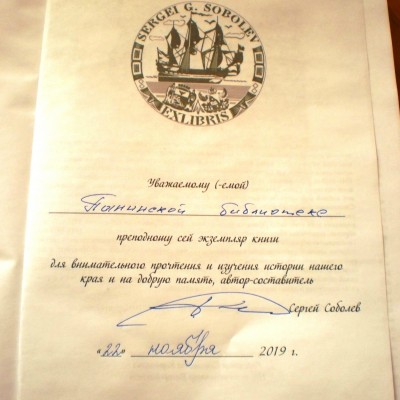 SERGEI G. SOBOLEV
EXLIBRIS
Уважаемому (-емой)
Пынинской библиотеке
преподношу сей экземпляр книги
для внимательного прочтения и изучения истории нашего
края и на добрую память, автор-составитель
Сергей Соболев
«22» ноября 2019 г.